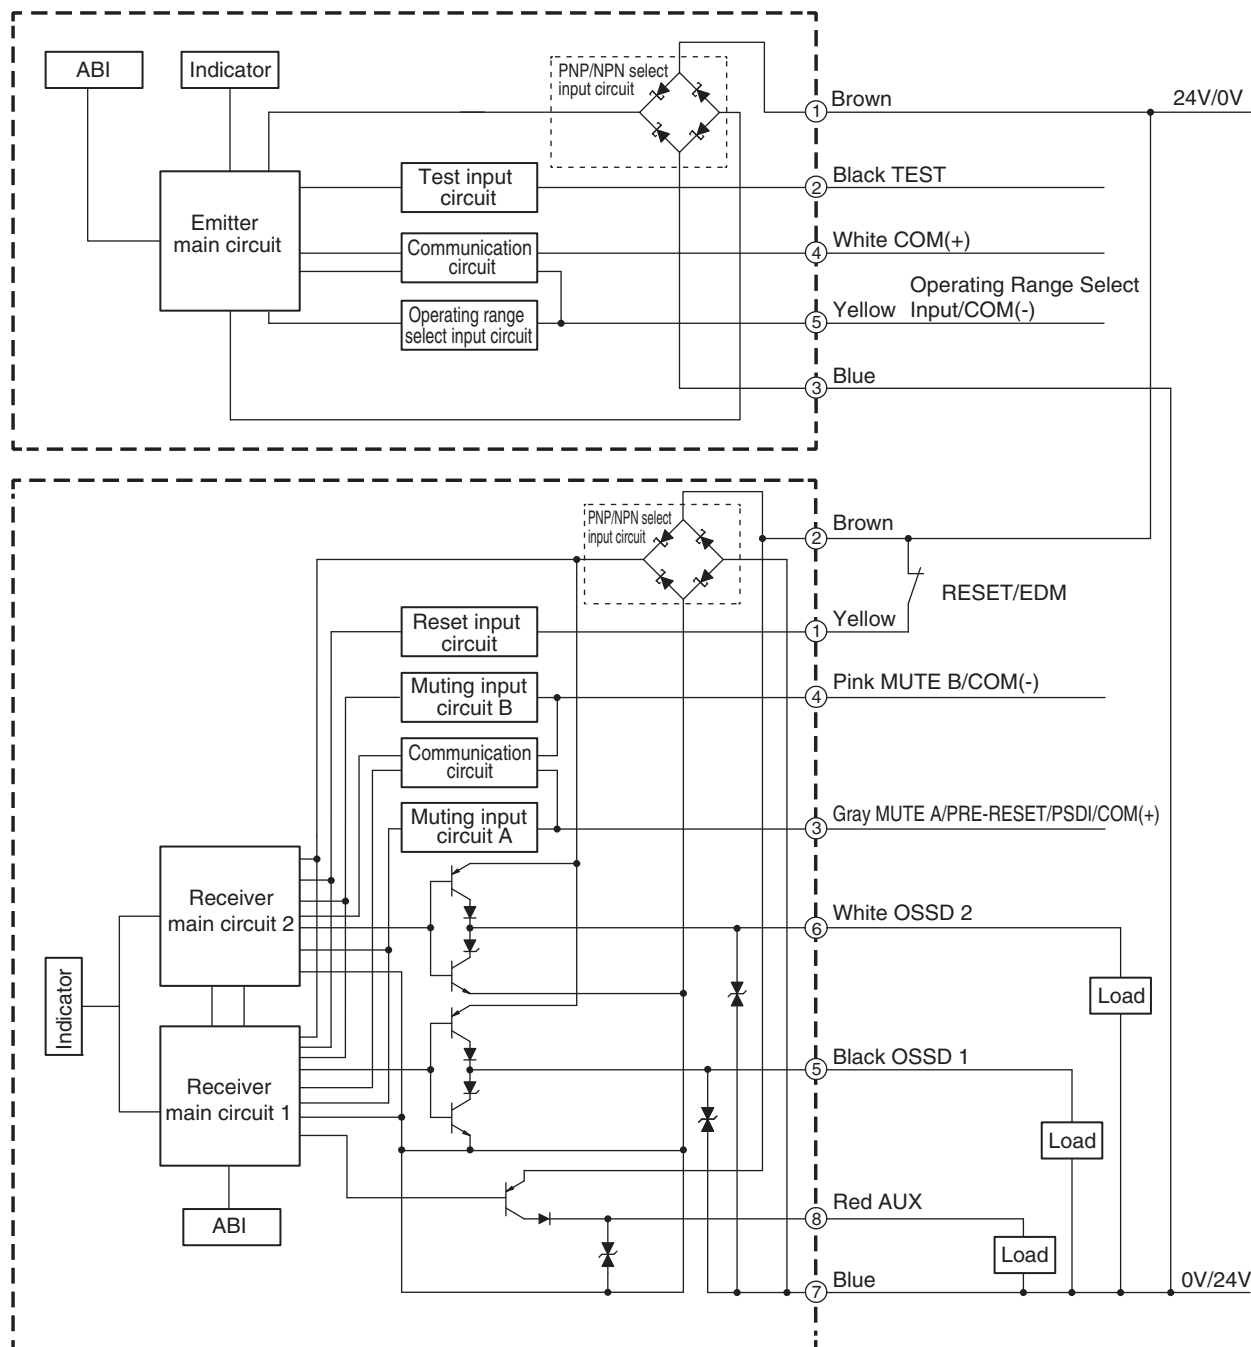 ABI
Indicator
PNP/NPN select
input circuit
1
Brown
24V/0V
Test input
circuit
2
Black TEST
Emitter
main circuit
Communication
circuit
4
White COM(+)
Operating range
select input circuit
5
Yellow
Operating Range Select
Input/COM(-)
3
Blue
PNP/NPN select
input circuit
2
Brown
RESET/EDM
Reset input
circuit
1
Yellow
Muting input
circuit B
4
Pink MUTE B/COM(-)
Communication
circuit
Muting input
circuit A
3
Gray MUTE A/PRE-RESET/PSDI/COM(+)
Receiver
main circuit 2
6
White OSSD 2
Load
Indicator
Receiver
main circuit 1
5
Black OSSD 1
Load
ABI
8
Red AUX
Load
7
Blue
0V/24V